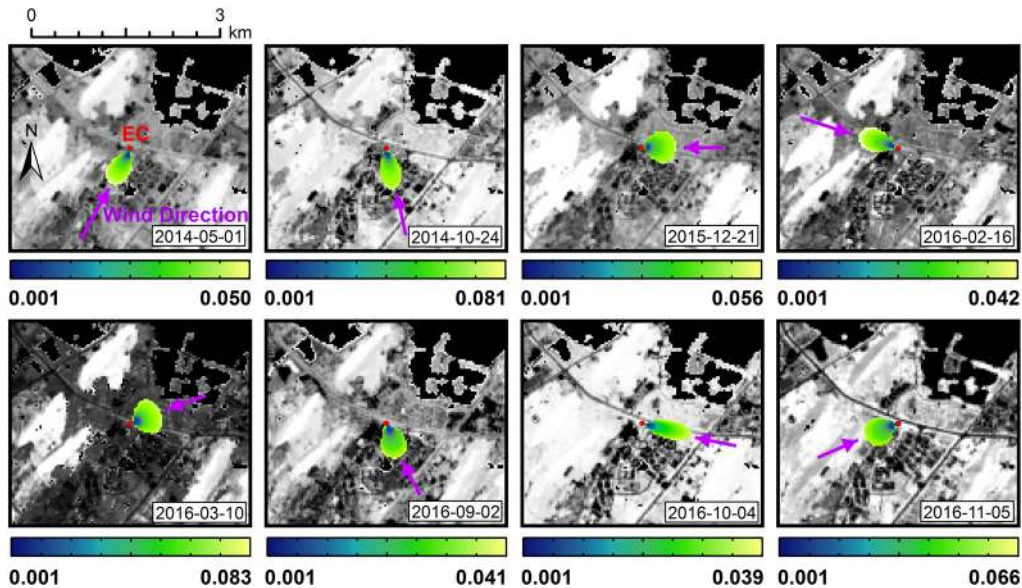 0 3
km
N
EC
Wind Direction
2014-05-01 2014-10-24 2015-12-21 2016-02-16
0.001 0.050 0.001 0.081 0.001 0.056 0.001 0.042
2016-03-10 2016-09-02 2016-10-04 2016-11-05
0.001 0.083 0.001 0.041 0.001 0.039 0.001 0.066